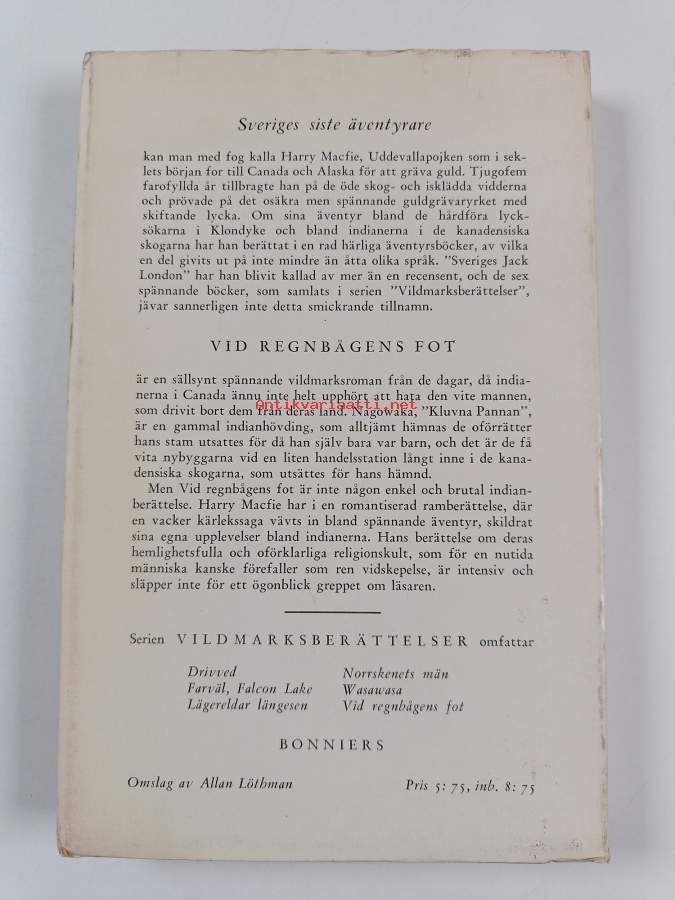 Sveriges siste äventyrare
kan man med fog kalla Harry Macfie, Uddevallapojken som i sek-
lets början for till Canada och Alaska för att gräva guld. Tjugofem
farofyllda år tillbragte han på de öde skog- och isklädda vidderna
och prövade på det osäkra men spännande guldgrävaryrket med
skiftande lycka. Om sina äventyr bland de hårdföra lyck-
sökarna i Klondyke och bland indianerna i de kanadensiska
skogarna har han berättat i en rad härliga äventyrsböcker, av vilka
en del givits ut på inte mindre än åtta olika språk. ”Sveriges Jack
London” har han blivit kallad av mer än en recensent, och de sex
spännande böcker, som samlats i serien ”Vildmarksberättelser”,
jävar sannerligen inte detta smickrande tillnamn.
VID REGNBÅGENS FOT
är en sällsynt spännande vildmarksroman från de dagar, då india-
nerna i Canada ännu inte helt upphört att hata den vite mannen,
Antikvariaatti.net
som drivit bort dem från deras land. Nagowaka, ”Kluvna Pannan”,
är en gammal indianhövding, som alltjämt hämnas de oförrätter
hans stam utsattes för då han själv bara var barn, och det är de få
vita nybyggarna vid en liten handelsstation långt inne i de kana-
densiska skogarna, som utsättes för hans hämnd.
Men Vid regnbågens fot är inte någon enkel och brutal indian-
berättelse. Harry Macfie har i en romantiserad ramberättelse, där
en vacker kärlekssaga vävts in bland spännande äventyr, skildrat
sina egna upplevelser bland indianerna. Hans berättelse om deras
hemlighetsfulla och oförklarliga religionskult, som för en nutida
människa kanske förefaller som ren vidskepelse, är intensiv och
släpper inte för ett ögonblick greppet om läsaren.
Serien VILDMARKSBERÄTTELSER omfattar
Drivved Norrskenets män
Farväl, Falcon Lake Wasawasa
Lägereldar längesen Vid regnbågens fot
BONNIERS
Omslag av Allan Löthman Pris 5: 75, inb. 8: 75